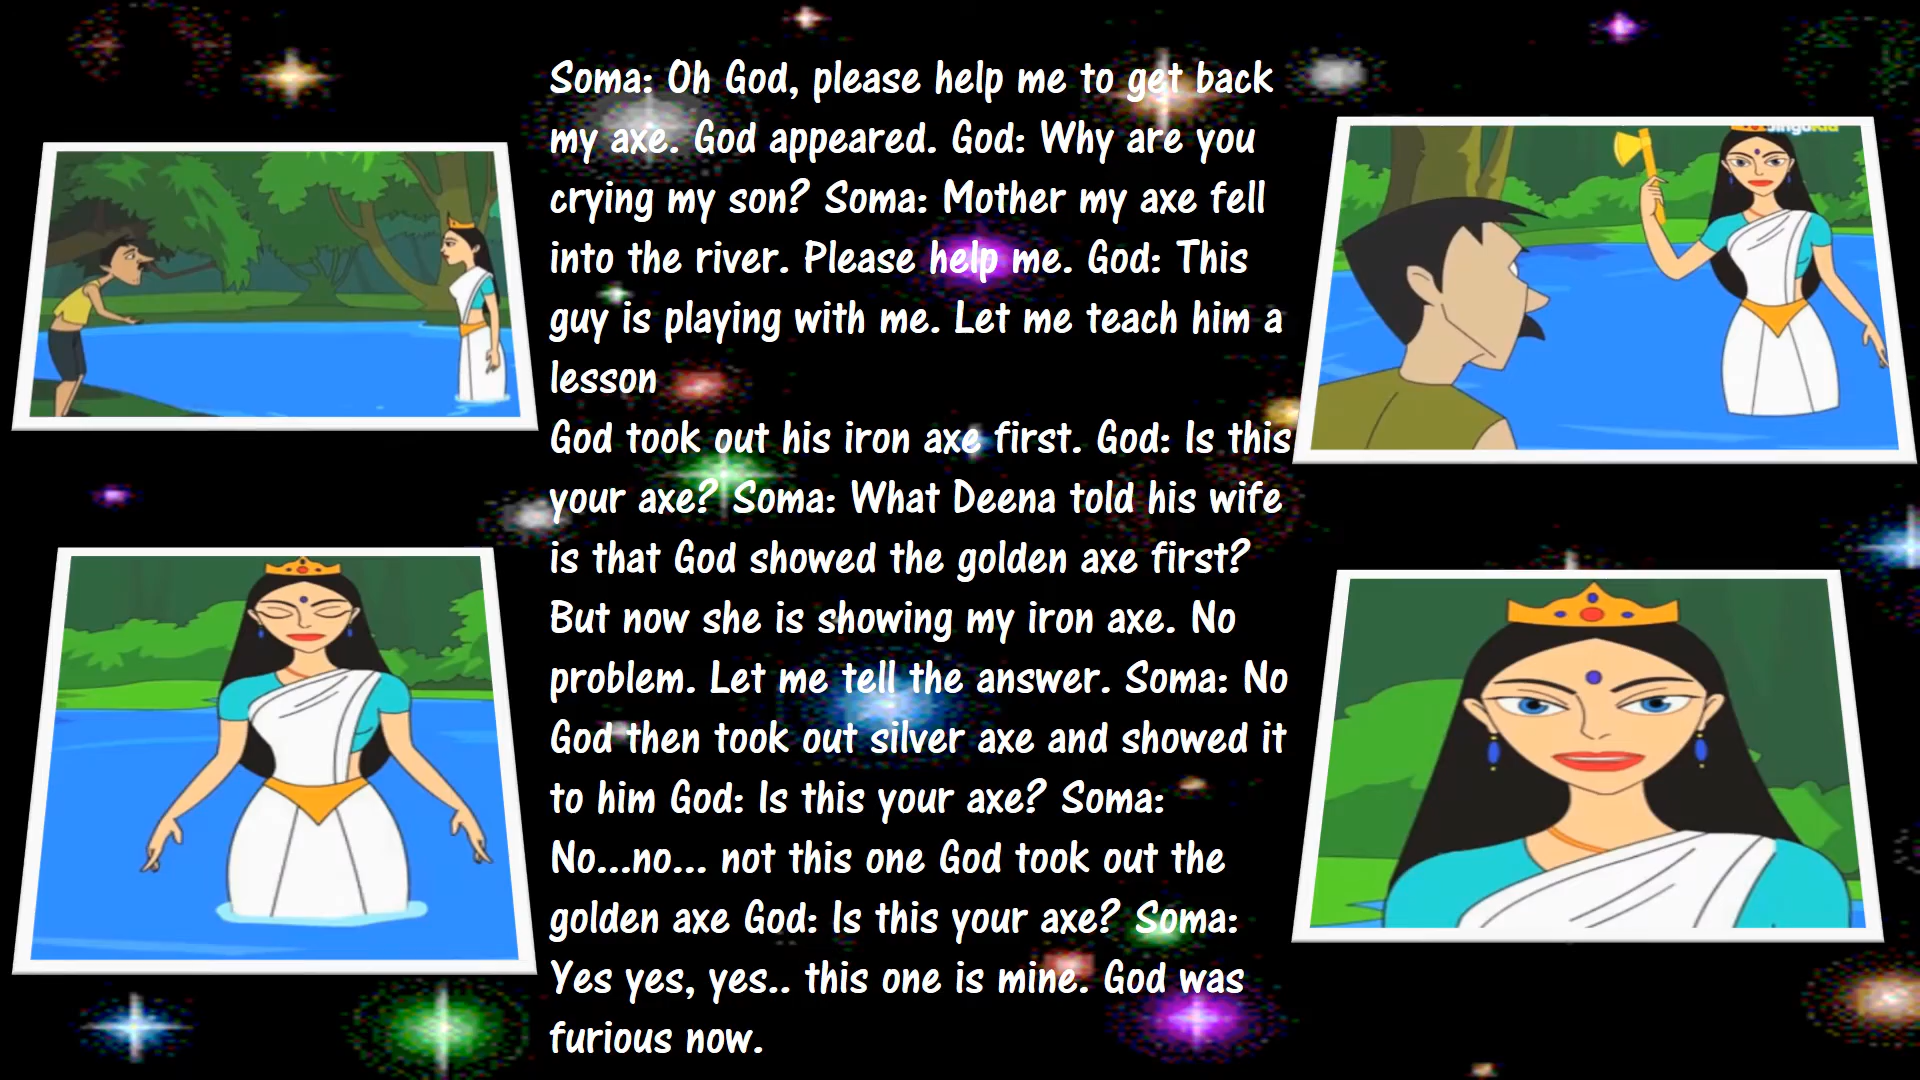 Soma: Oh God, please help me to get back
my axe. God appeared. God: Why are you
crying my son? Soma: Mother my axe fell
into the river. Please help me. God: This
guy is playing with me. Let me teach him a
lesson
God took out his iron axe first. God: Is this
your axe? Soma: What Deena told his wife
is that God showed the golden axe first?
But now she is showing my iron axe. No
problem. Let me tell the answer. Soma: No
God then took out silver axe and showed it
to him God: Is this your axe? Soma:
No...no... not this one God took out the
golden axe God: Is this your axe? Soma:
Yes yes, yes.. this one is mine. God was
furious now.